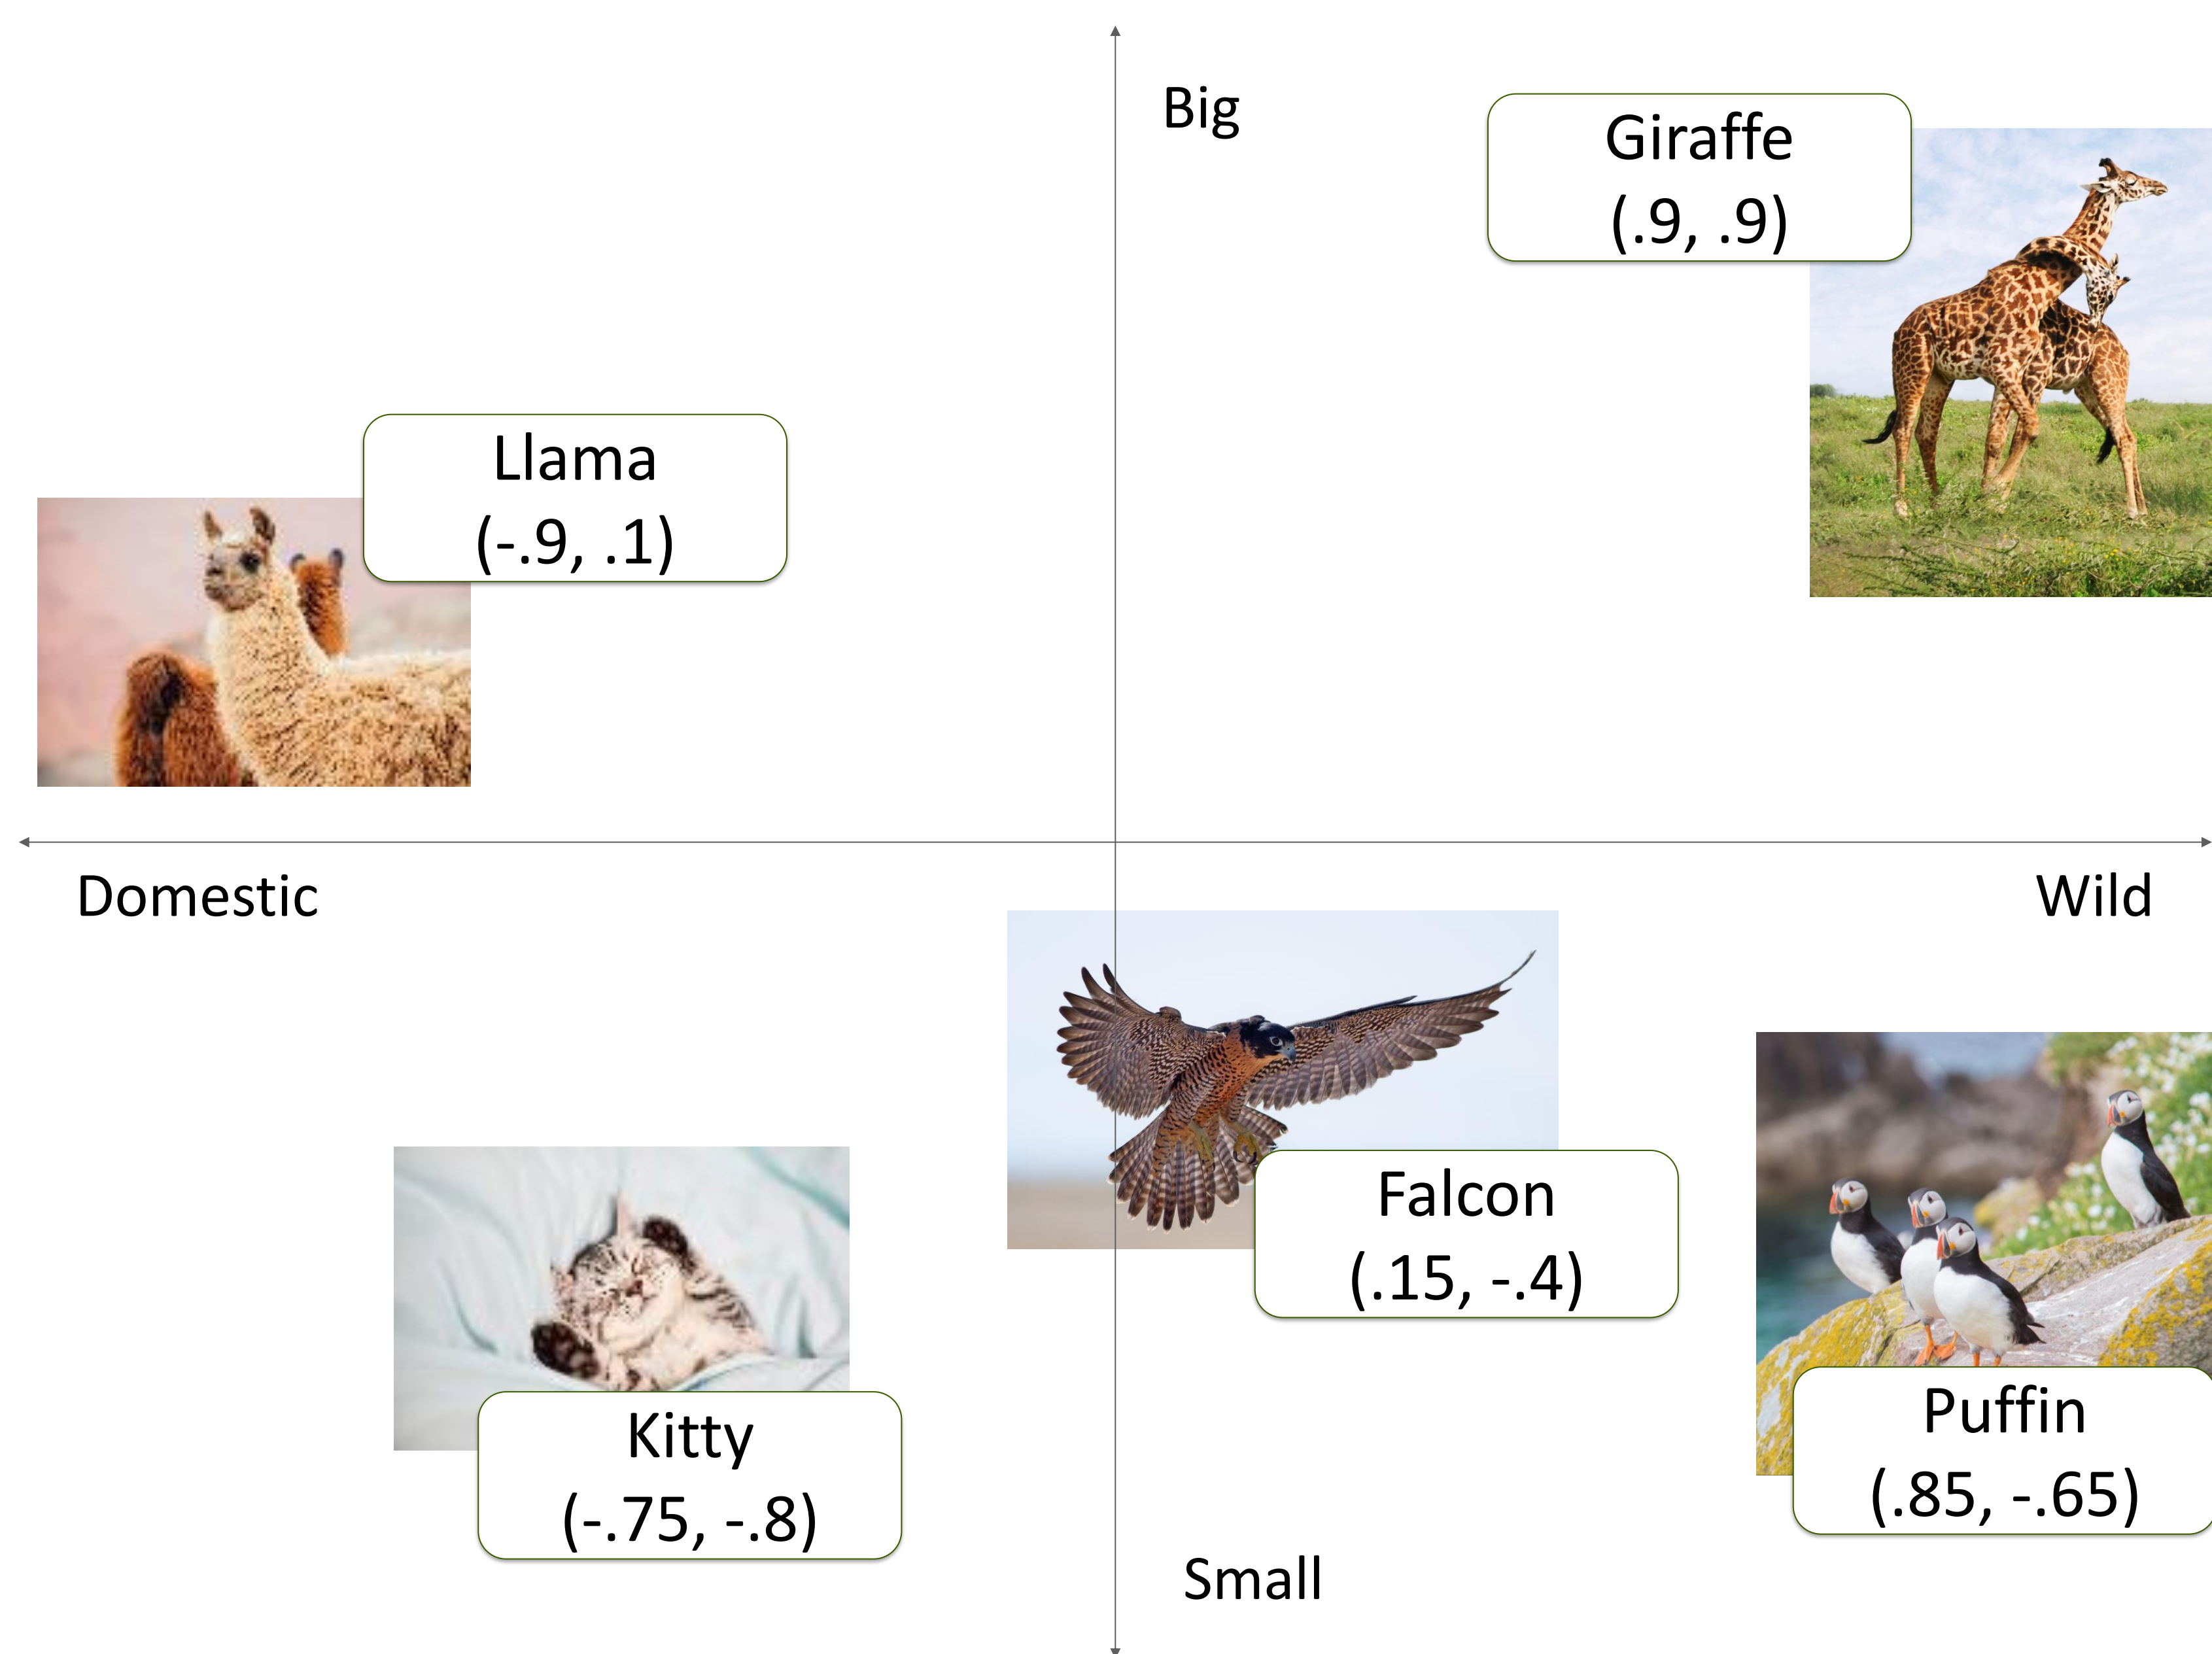 Big
Giraffe
(.9, .9)
Llama
(-.9, .1)
Domestic
Wild
Falcon
(.15, -.4)
Puffin
(.85, -.65)
Kitty
(-.75, -.8)
Small